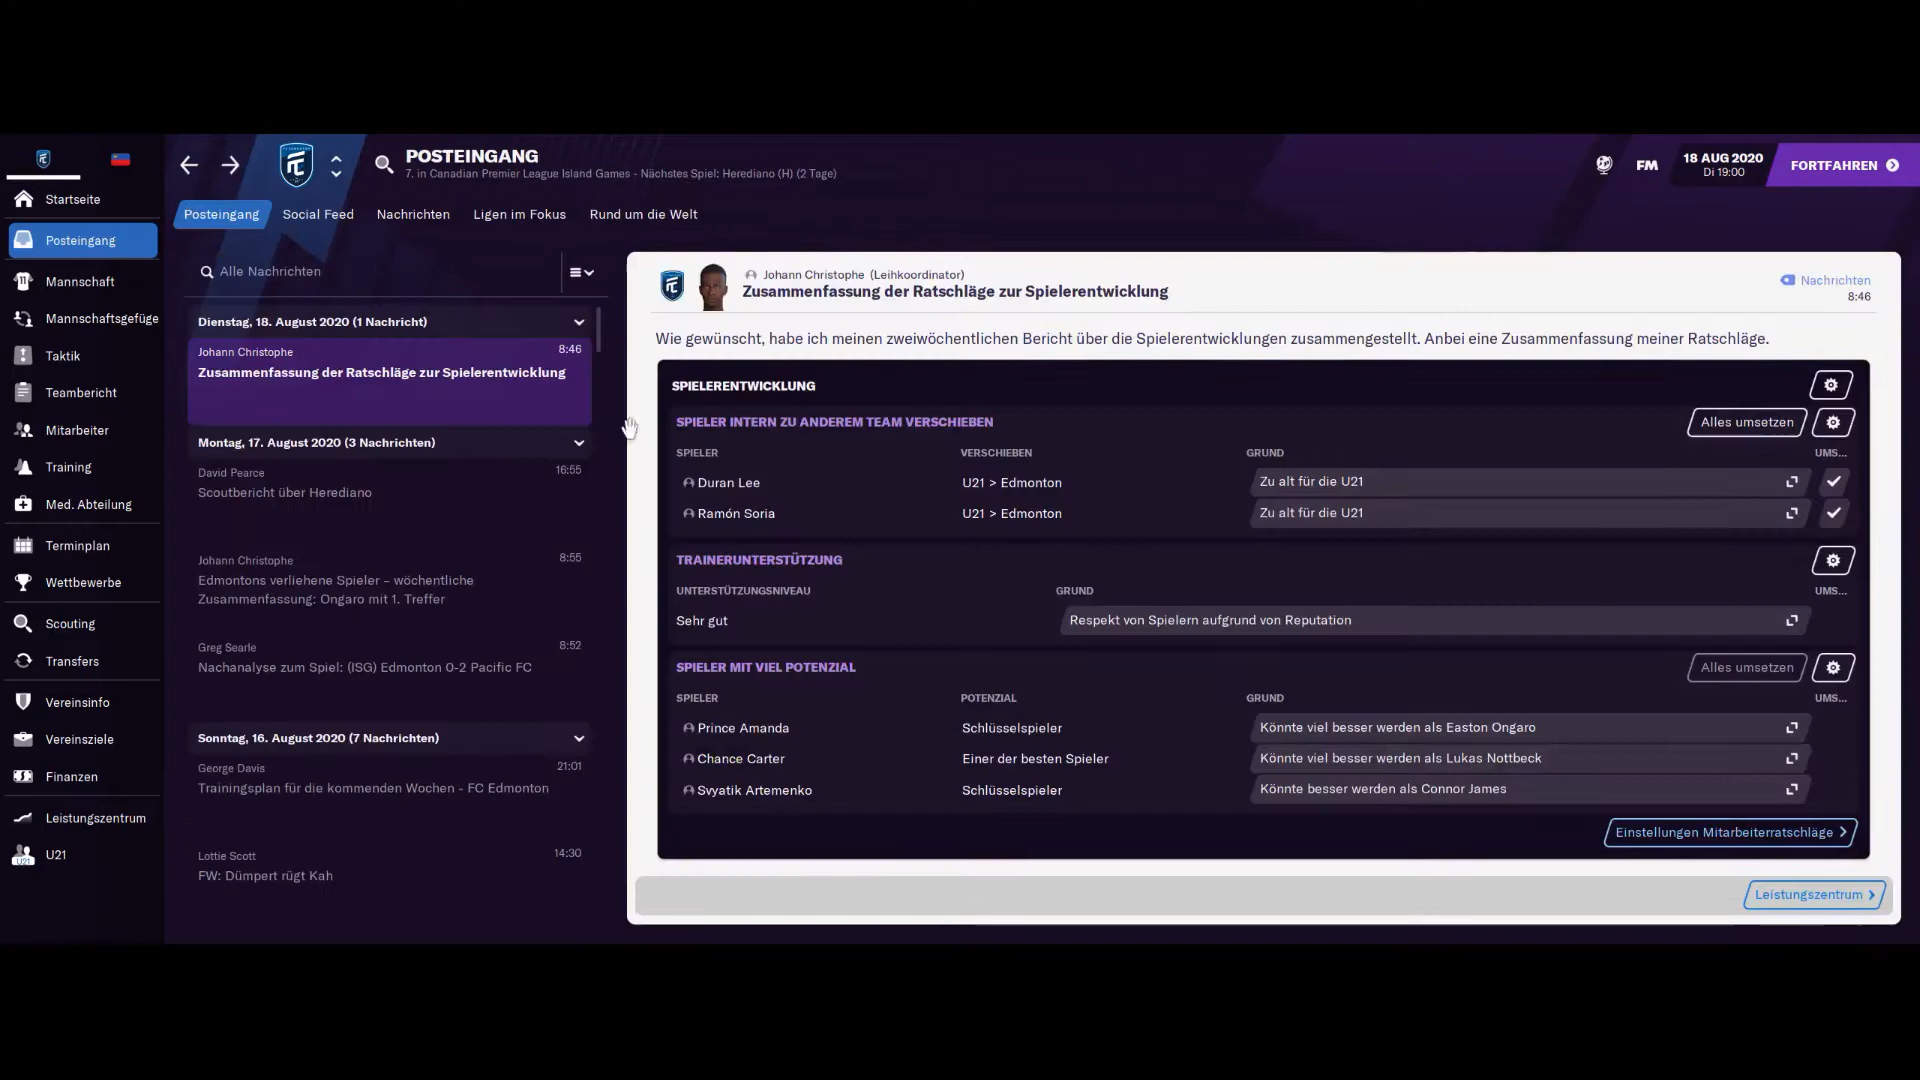 POSTEINGANG
7. in Canadian Premier League Island Games - Nächstes Spiel: Herediano (H) (2 Tage)
FM
18 AUG 2020
Di 19:00
FORTFAHREN
Startseite
Posteingang
Mannschaft
Mannschaftsgefüge
Taktik
Teambericht
Mitarbeiter
Training
Med. Abteilung
Terminplan
Wettbewerbe
Scouting
Transfers
Vereinsinfo
Vereinsziele
Finanzen
Leistungszentrum
U21
Posteingang Social Feed Nachrichten Ligen im Fokus Rund um die Welt
Alle Nachrichten
Dienstag, 18. August 2020 (1 Nachricht)
Johann Christophe 8:46
Zusammenfassung der Ratschläge zur Spielerentwicklung
Montag, 17. August 2020 (3 Nachrichten)
David Pearce 16:55
Scoutbericht über Herediano
Johann Christophe 8:55
Edmontons verliehene Spieler – wöchentliche
Zusammenfassung: Ongaro mit 1. Treffer
Greg Searle 8:52
Nachanalyse zum Spiel: (ISG) Edmonton 0-2 Pacific FC
Sonntag, 16. August 2020 (7 Nachrichten)
George Davis 21:01
Trainingsplan für die kommenden Wochen - FC Edmonton
Lottie Scott 14:30
FW: Dümpert rügt Kah
Johann Christophe (Leihkoordinator)
Zusammenfassung der Ratschläge zur Spielerentwicklung
Nachrichten
8:46
Wie gewünscht, habe ich meinen zweiwöchentlichen Bericht über die Spielerentwicklungen zusammengestellt. Anbei eine Zusammenfassung meiner Ratschläge.
SPIELERENTWICKLUNG
SPIELER INTERN ZU ANDEREM TEAM VERSCHIEBEN Alles umsetzen
SPIELER VERSCHIEBEN GRUND UMS...
Duran Lee U21 > Edmonton Zu alt für die U21
Ramón Soria U21 > Edmonton Zu alt für die U21
TRAINERUNTERSTÜTZUNG
UNTERSTÜTZUNGSNIVEAU GRUND UMS...
Sehr gut Respekt von Spielern aufgrund von Reputation
SPIELER MIT VIEL POTENZIAL Alles umsetzen
SPIELER POTENZIAL GRUND UMS...
Prince Amanda Schlüsselspieler Könnte viel besser werden als Easton Ongaro
Chance Carter Einer der besten Spieler Könnte viel besser werden als Lukas Nottbeck
Svyatik Artemenko Schlüsselspieler Könnte besser werden als Connor James
Einstellungen Mitarbeiterratschläge
Leistungszentrum